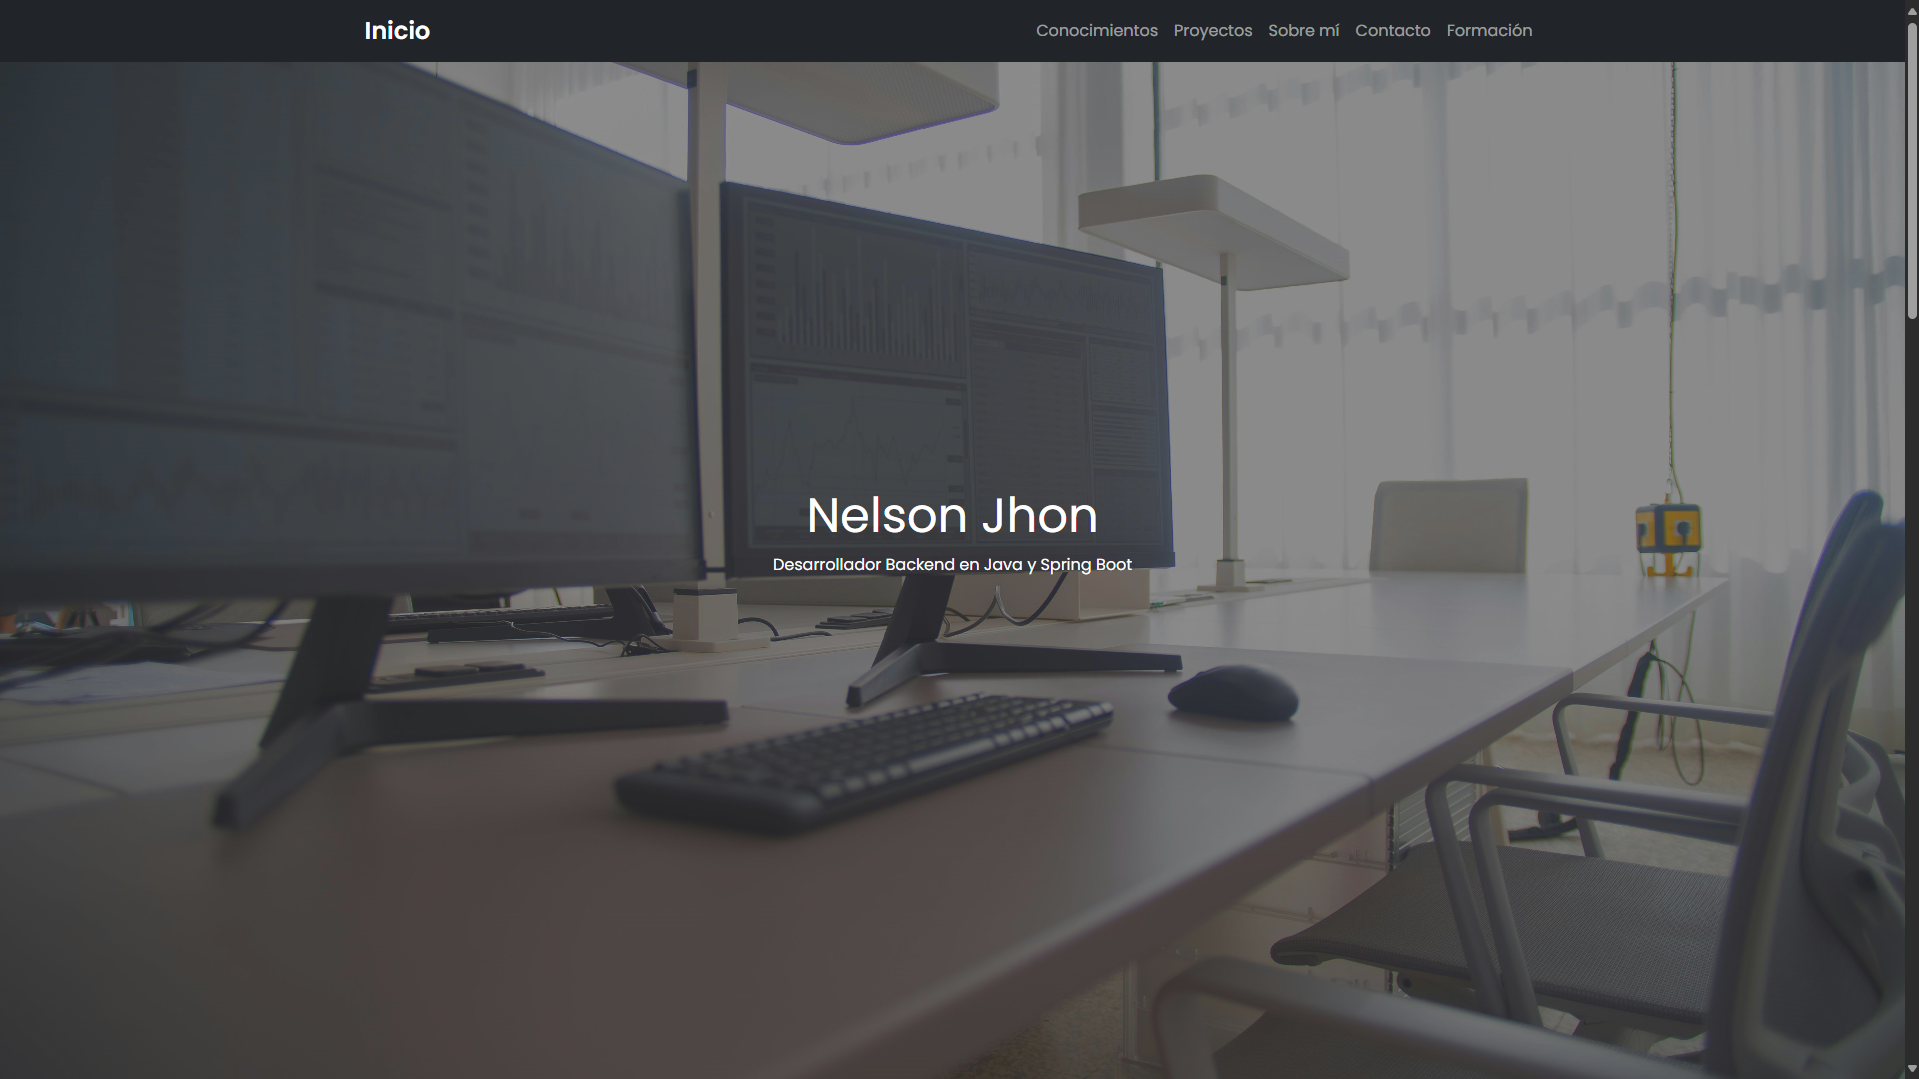 Inicio
Conocimientos Proyectos Sobre mí Contacto Formación
Nelson Jhon
Desarrollador Backend en Java y Spring Boot